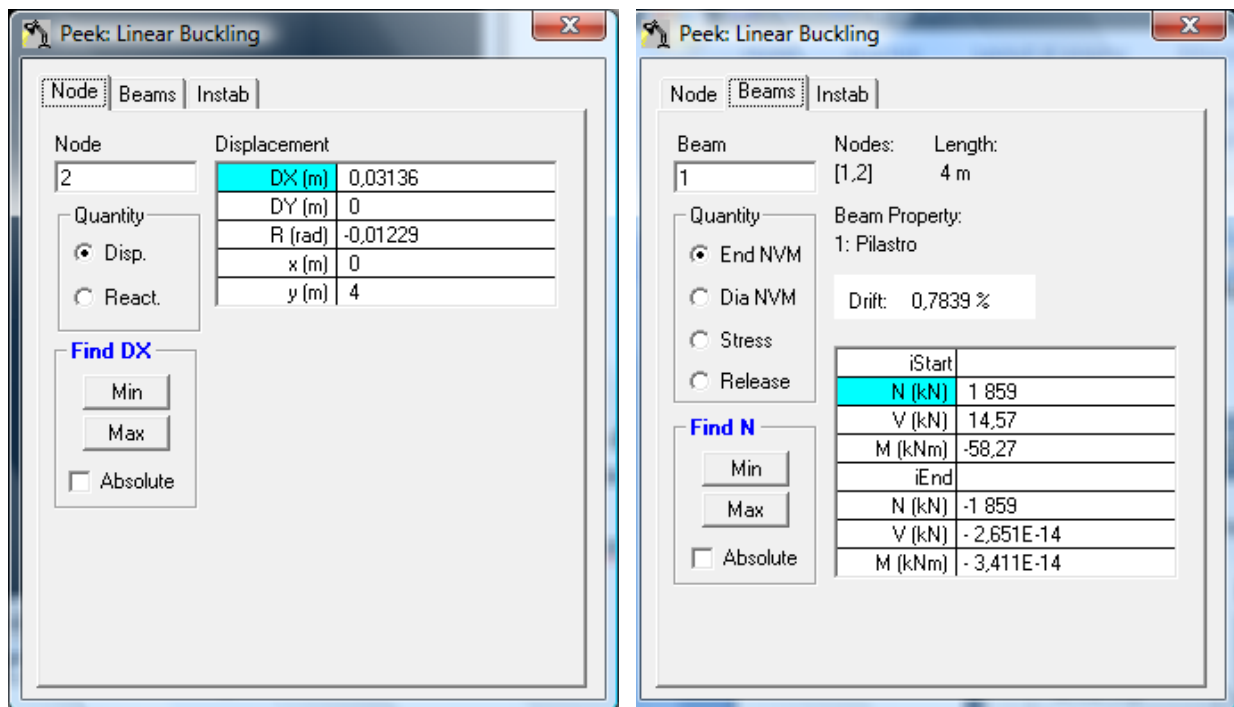 Peek: Linear Buckling
Node Beams Instab
Node Displacement
2
DX (m) 0,03136
DY (m) 0
R (rad) -0,01229
x (m) 0
y (m) 4
Quantity
Disp.
React.
Find DX
Min
Max
Absolute
Peek: Linear Buckling
Node Beams Instab
Beam Nodes: Length:
1 [1,2] 4 m
Quantity
End NVM
Dia NVM
Stress
Release
Beam Property:
1: Pilastro
Drift: 0,7839 %
iStart
N (kN) 1 859
V (kN) 14,57
M (kNm) -58,27
iEnd
N (kN) -1 859
V (kN) - 2,651E-14
M (kNm) - 3,411E-14
Find N
Min
Max
Absolute